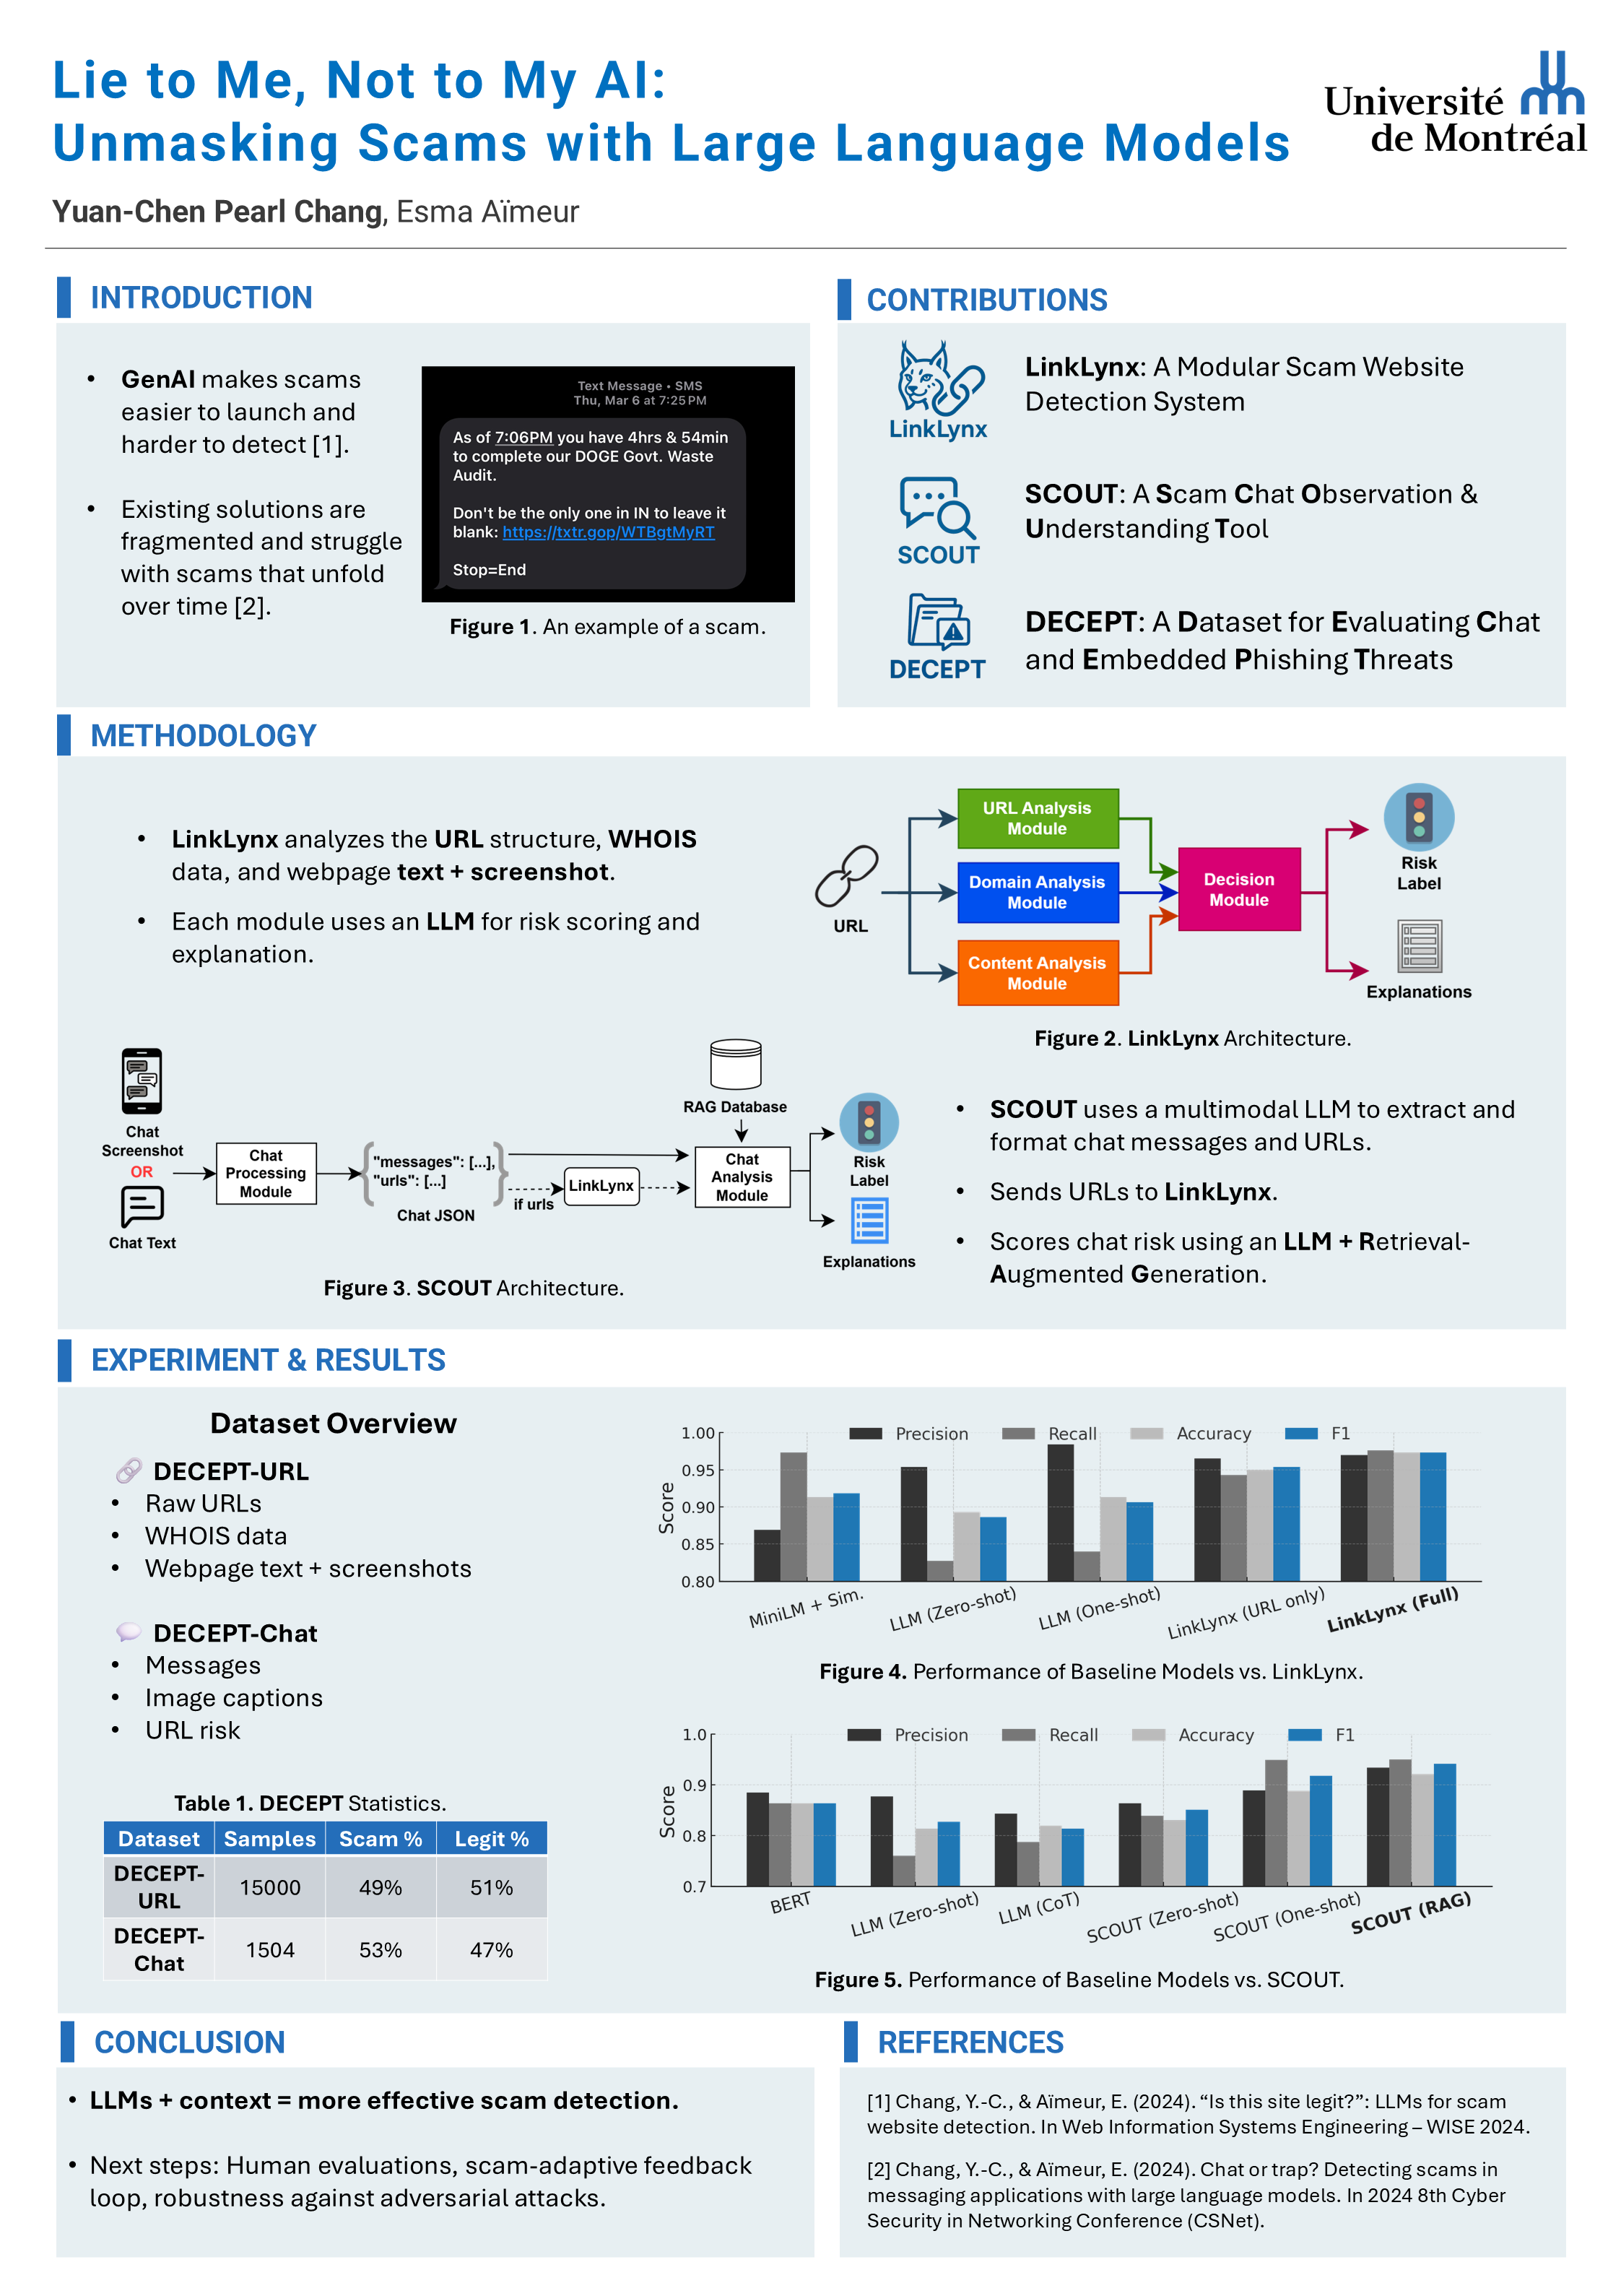 Lie to Me, Not to My AI:
Unmasking Scams with Large Language Models
Université
de Montréal
Yuan-Chen Pearl Chang, Esma Aïmeur
INTRODUCTION
• GenAI makes scams
easier to launch and
harder to detect [1].
• Existing solutions are
fragmented and struggle
with scams that unfold
over time [2].
Text Message • SMS
Thu, Mar 6 at 7:25 PM
As of 7:06PM you have 4hrs & 54min
to complete our DOGE Govt. Waste
Audit.
Don't be the only one in IN to leave it
blank: https://txtr.gop/WTBgtMyRT
Stop=End
Figure 1. An example of a scam.
CONTRIBUTIONS
LinkLynx
LinkLynx: A Modular Scam Website
Detection System
SCOUT
SCOUT: A Scam Chat Observation &
Understanding Tool
DECEPT
DECEPT: A Dataset for Evaluating Chat
and Embedded Phishing Threats
METHODOLOGY
• LinkLynx analyzes the URL structure, WHOIS
data, and webpage text + screenshot.
• Each module uses an LLM for risk scoring and
explanation.
URL
URL Analysis
Module
Domain Analysis
Module
Content Analysis
Module
Decision
Module
Risk
Label
Explanations
Figure 2. LinkLynx Architecture.
Chat
Screenshot
OR
Chat Text
Chat
Processing
Module
"messages": [...],
"urls": [...]
Chat JSON
if urls
LinkLynx
RAG Database
Chat
Analysis
Module
Risk
Label
Explanations
Figure 3. SCOUT Architecture.
• SCOUT uses a multimodal LLM to extract and
format chat messages and URLs.
• Sends URLs to LinkLynx.
• Scores chat risk using an LLM + Retrieval-
Augmented Generation.
EXPERIMENT & RESULTS
Dataset Overview
DECEPT-URL
• Raw URLs
• WHOIS data
• Webpage text + screenshots
DECEPT-Chat
• Messages
• Image captions
• URL risk
Table 1. DECEPT Statistics.
Dataset Samples Scam % Legit %
DECEPT-
URL 15000 49% 51%
DECEPT-
Chat 1504 53% 47%
Precision Recall Accuracy F1
Score
1.00
0.95
0.90
0.85
0.80
MiniLM + Sim. LLM (Zero-shot) LLM (One-shot) LinkLynx (URL only) LinkLynx (Full)
Figure 4. Performance of Baseline Models vs. LinkLynx.
Precision Recall Accuracy F1
Score
1.0
0.9
0.8
0.7
BERT LLM (Zero-shot) LLM (CoT) SCOUT (Zero-shot) SCOUT (One-shot) SCOUT (RAG)
Figure 5. Performance of Baseline Models vs. SCOUT.
CONCLUSION
• LLMs + context = more effective scam detection.
• Next steps: Human evaluations, scam-adaptive feedback
loop, robustness against adversarial attacks.
REFERENCES
[1] Chang, Y.-C., & Aïmeur, E. (2024). “Is this site legit?”: LLMs for scam
website detection. In Web Information Systems Engineering – WISE 2024.
[2] Chang, Y.-C., & Aïmeur, E. (2024). Chat or trap? Detecting scams in
messaging applications with large language models. In 2024 8th Cyber
Security in Networking Conference (CSNet).